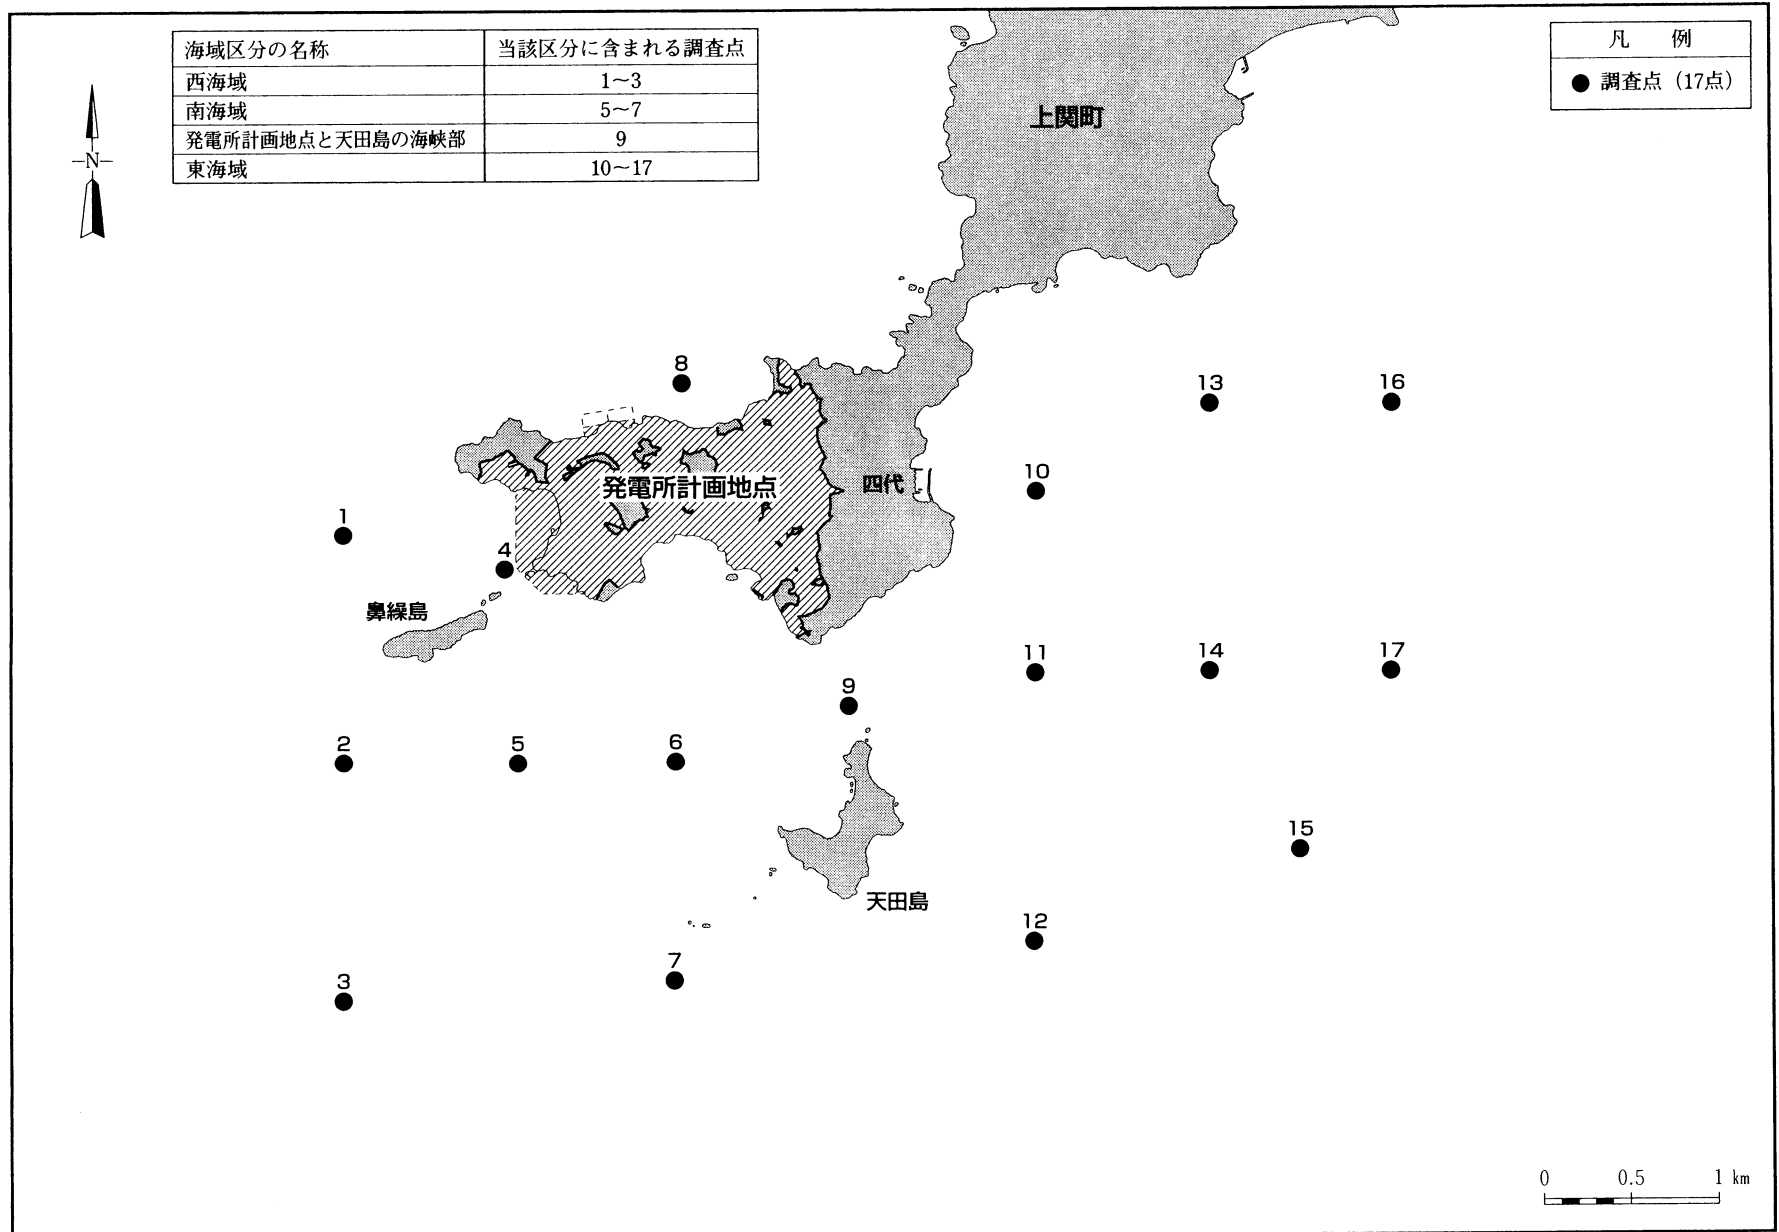 海域区分の名称 当該区分に含まれる調査点
西海域 1～3
南海域 5～7
発電所計画地点と天田島の海峡部 9
東海域 10～17
凡 例
● 調査点（17点）
N
上関町
8
13
16
発電所計画地点
四代
10
1
4
鼻繰島
11
14
17
9
2
5
6
15
天田島
12
7
3
0 0.5 1 km